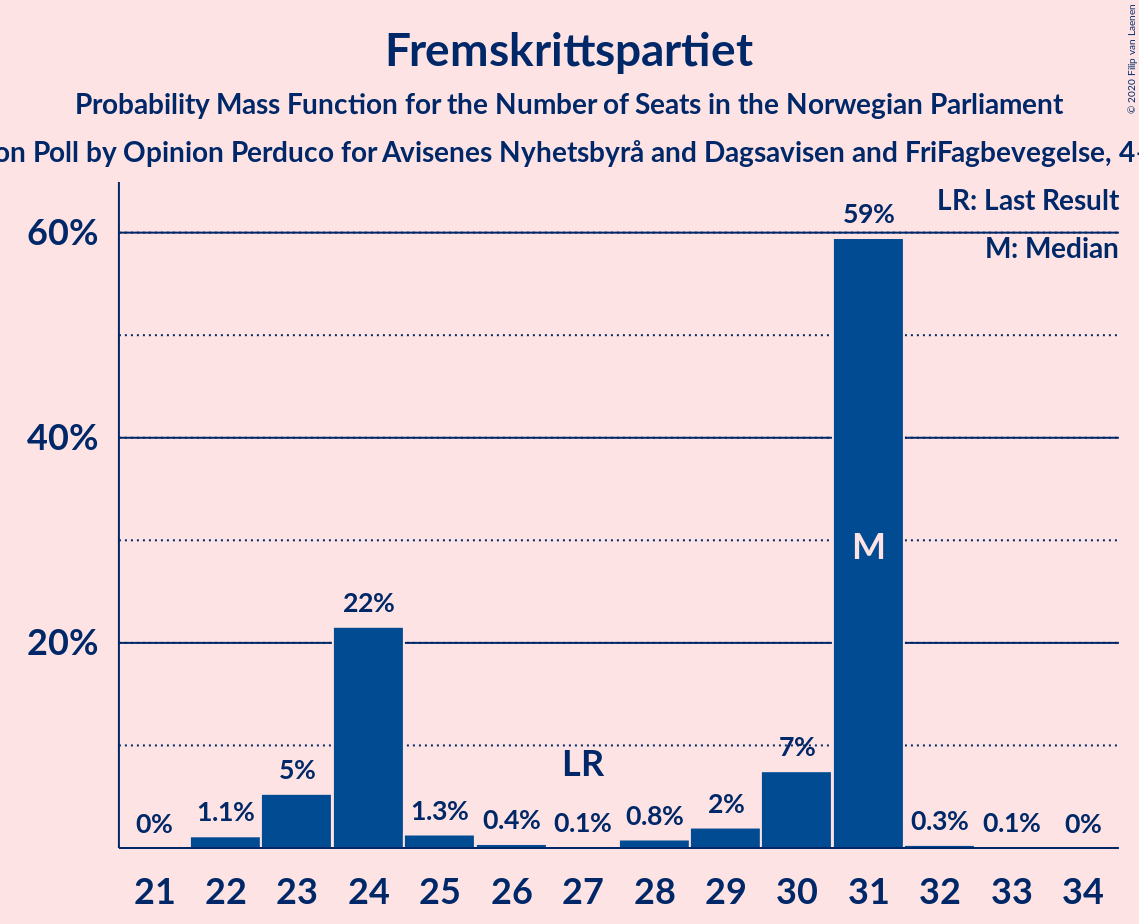 Fremskrittspartiet
Probability Mass Function for the Number of Seats in the Norwegian Parliament
on Poll by Opinion Perduco for Avisenes Nyhetsbyrå and Dagsavisen and FriFagbevegelse, 4-
© 2020 Filip van Laenen
LR: Last Result
M: Median
60%
40%
20%
0%
1.1%
5%
22%
1.3%
0.4%
0.1%
LR
0.8%
2%
7%
59%
M
0.3%
0.1%
0%
21 22 23 24 25 26 27 28 29 30 31 32 33 34